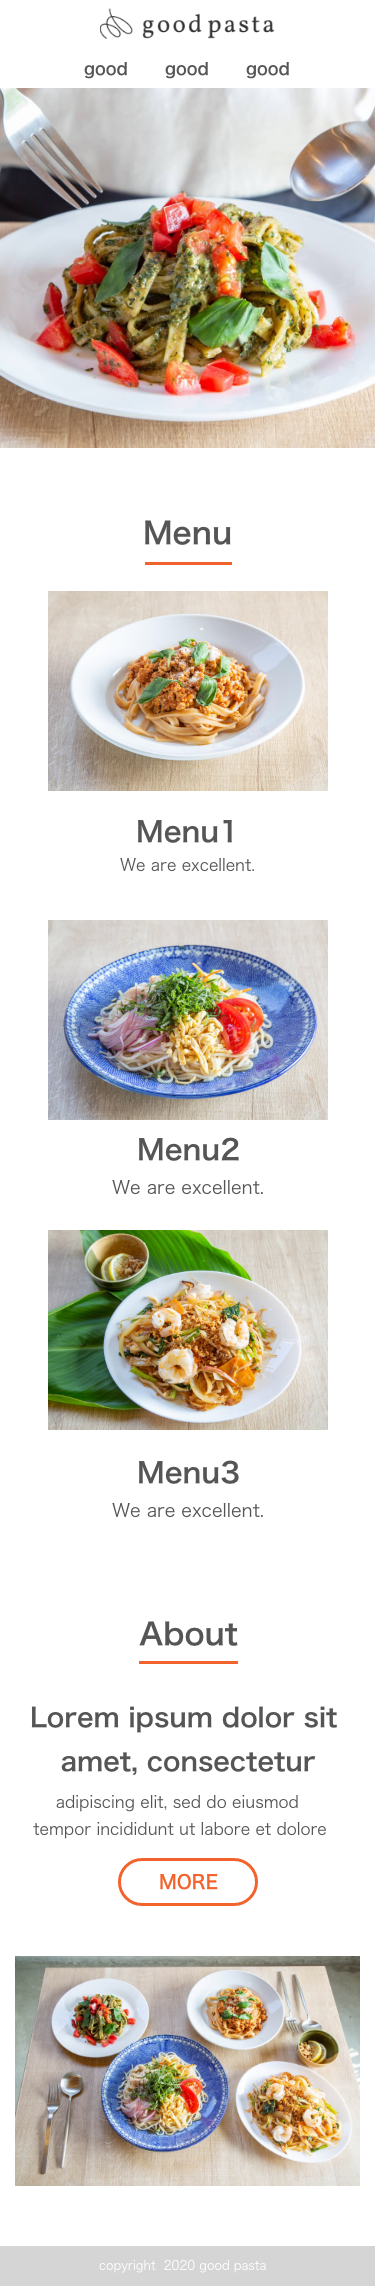 good pasta
good good good
Menu
Menu1
We are excellent.
Menu2
We are excellent.
Menu3
We are excellent.
About
Lorem ipsum dolor sit
amet, consectetur
adipiscing elit, sed do eiusmod
tempor incididunt ut labore et dolore
MORE
copyright 2020 good pasta